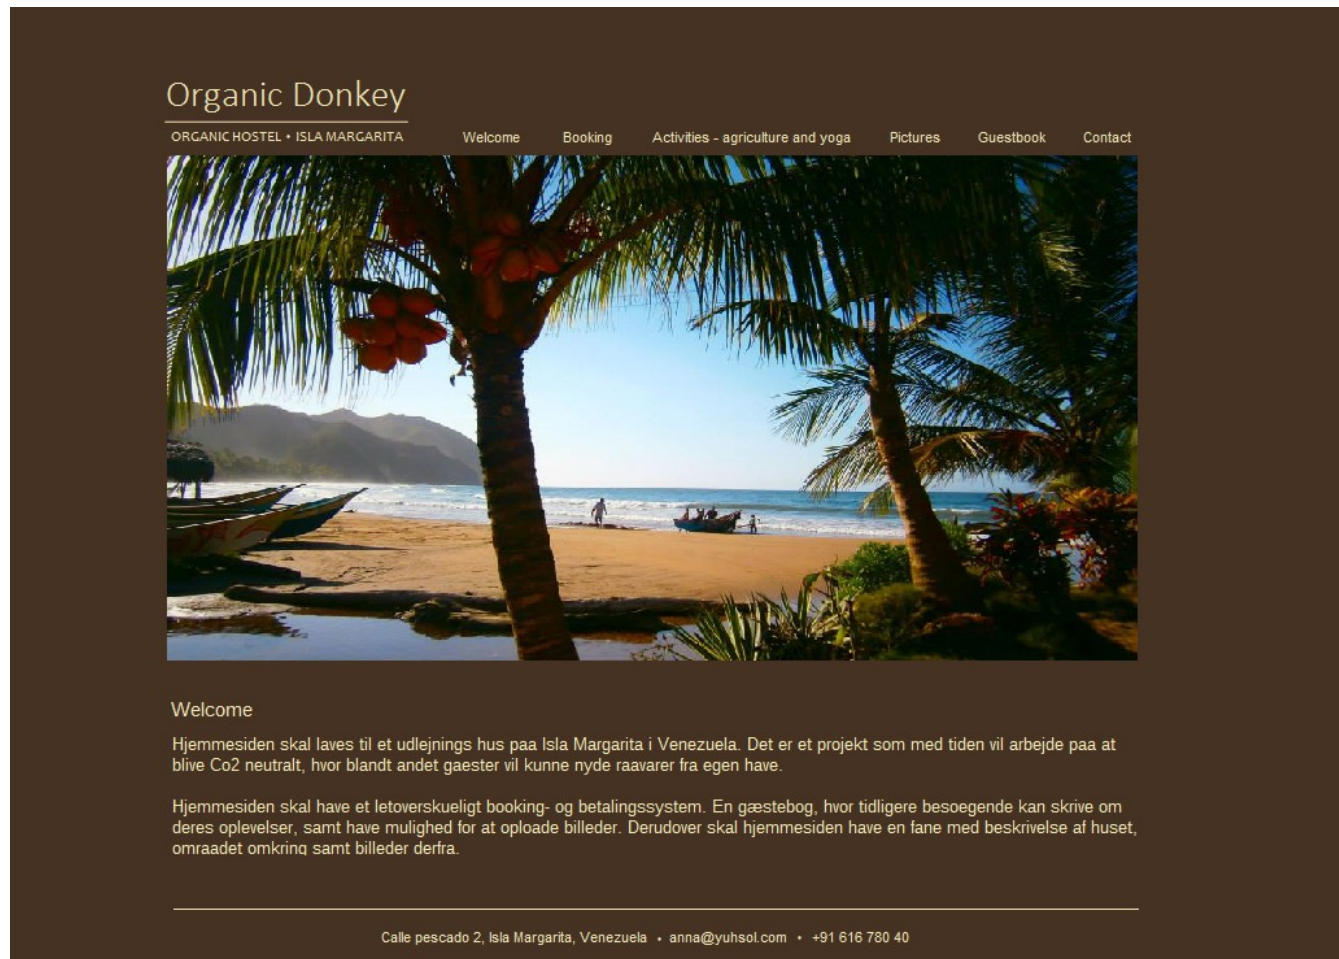 Organic Donkey
ORGANIC HOSTEL • ISLA MARGARITA
Welcome Booking Activities - agriculture and yoga Pictures Guestbook Contact
Welcome
Hjemmesiden skal laves til et udlejnings hus paa Isla Margarita i Venezuela. Det er et projekt som med tiden vil arbejde paa at
blive Co2 neutralt, hvor blandt andet gaester vil kunne nyde raavarer fra egen have.
Hjemmesiden skal have et letoverskueligt booking- og betalingssystem. En gæstebog, hvor tidligere besoegende kan skrive om
deres oplevelser, samt have mulighed for at oploade billeder. Derudover skal hjemmesiden have en fane med beskrivelse af huset,
omraadet omkring samt billeder derfra.
Calle pescado 2, Isla Margarita, Venezuela • anna@yuhsol.com • +91 616 780 40